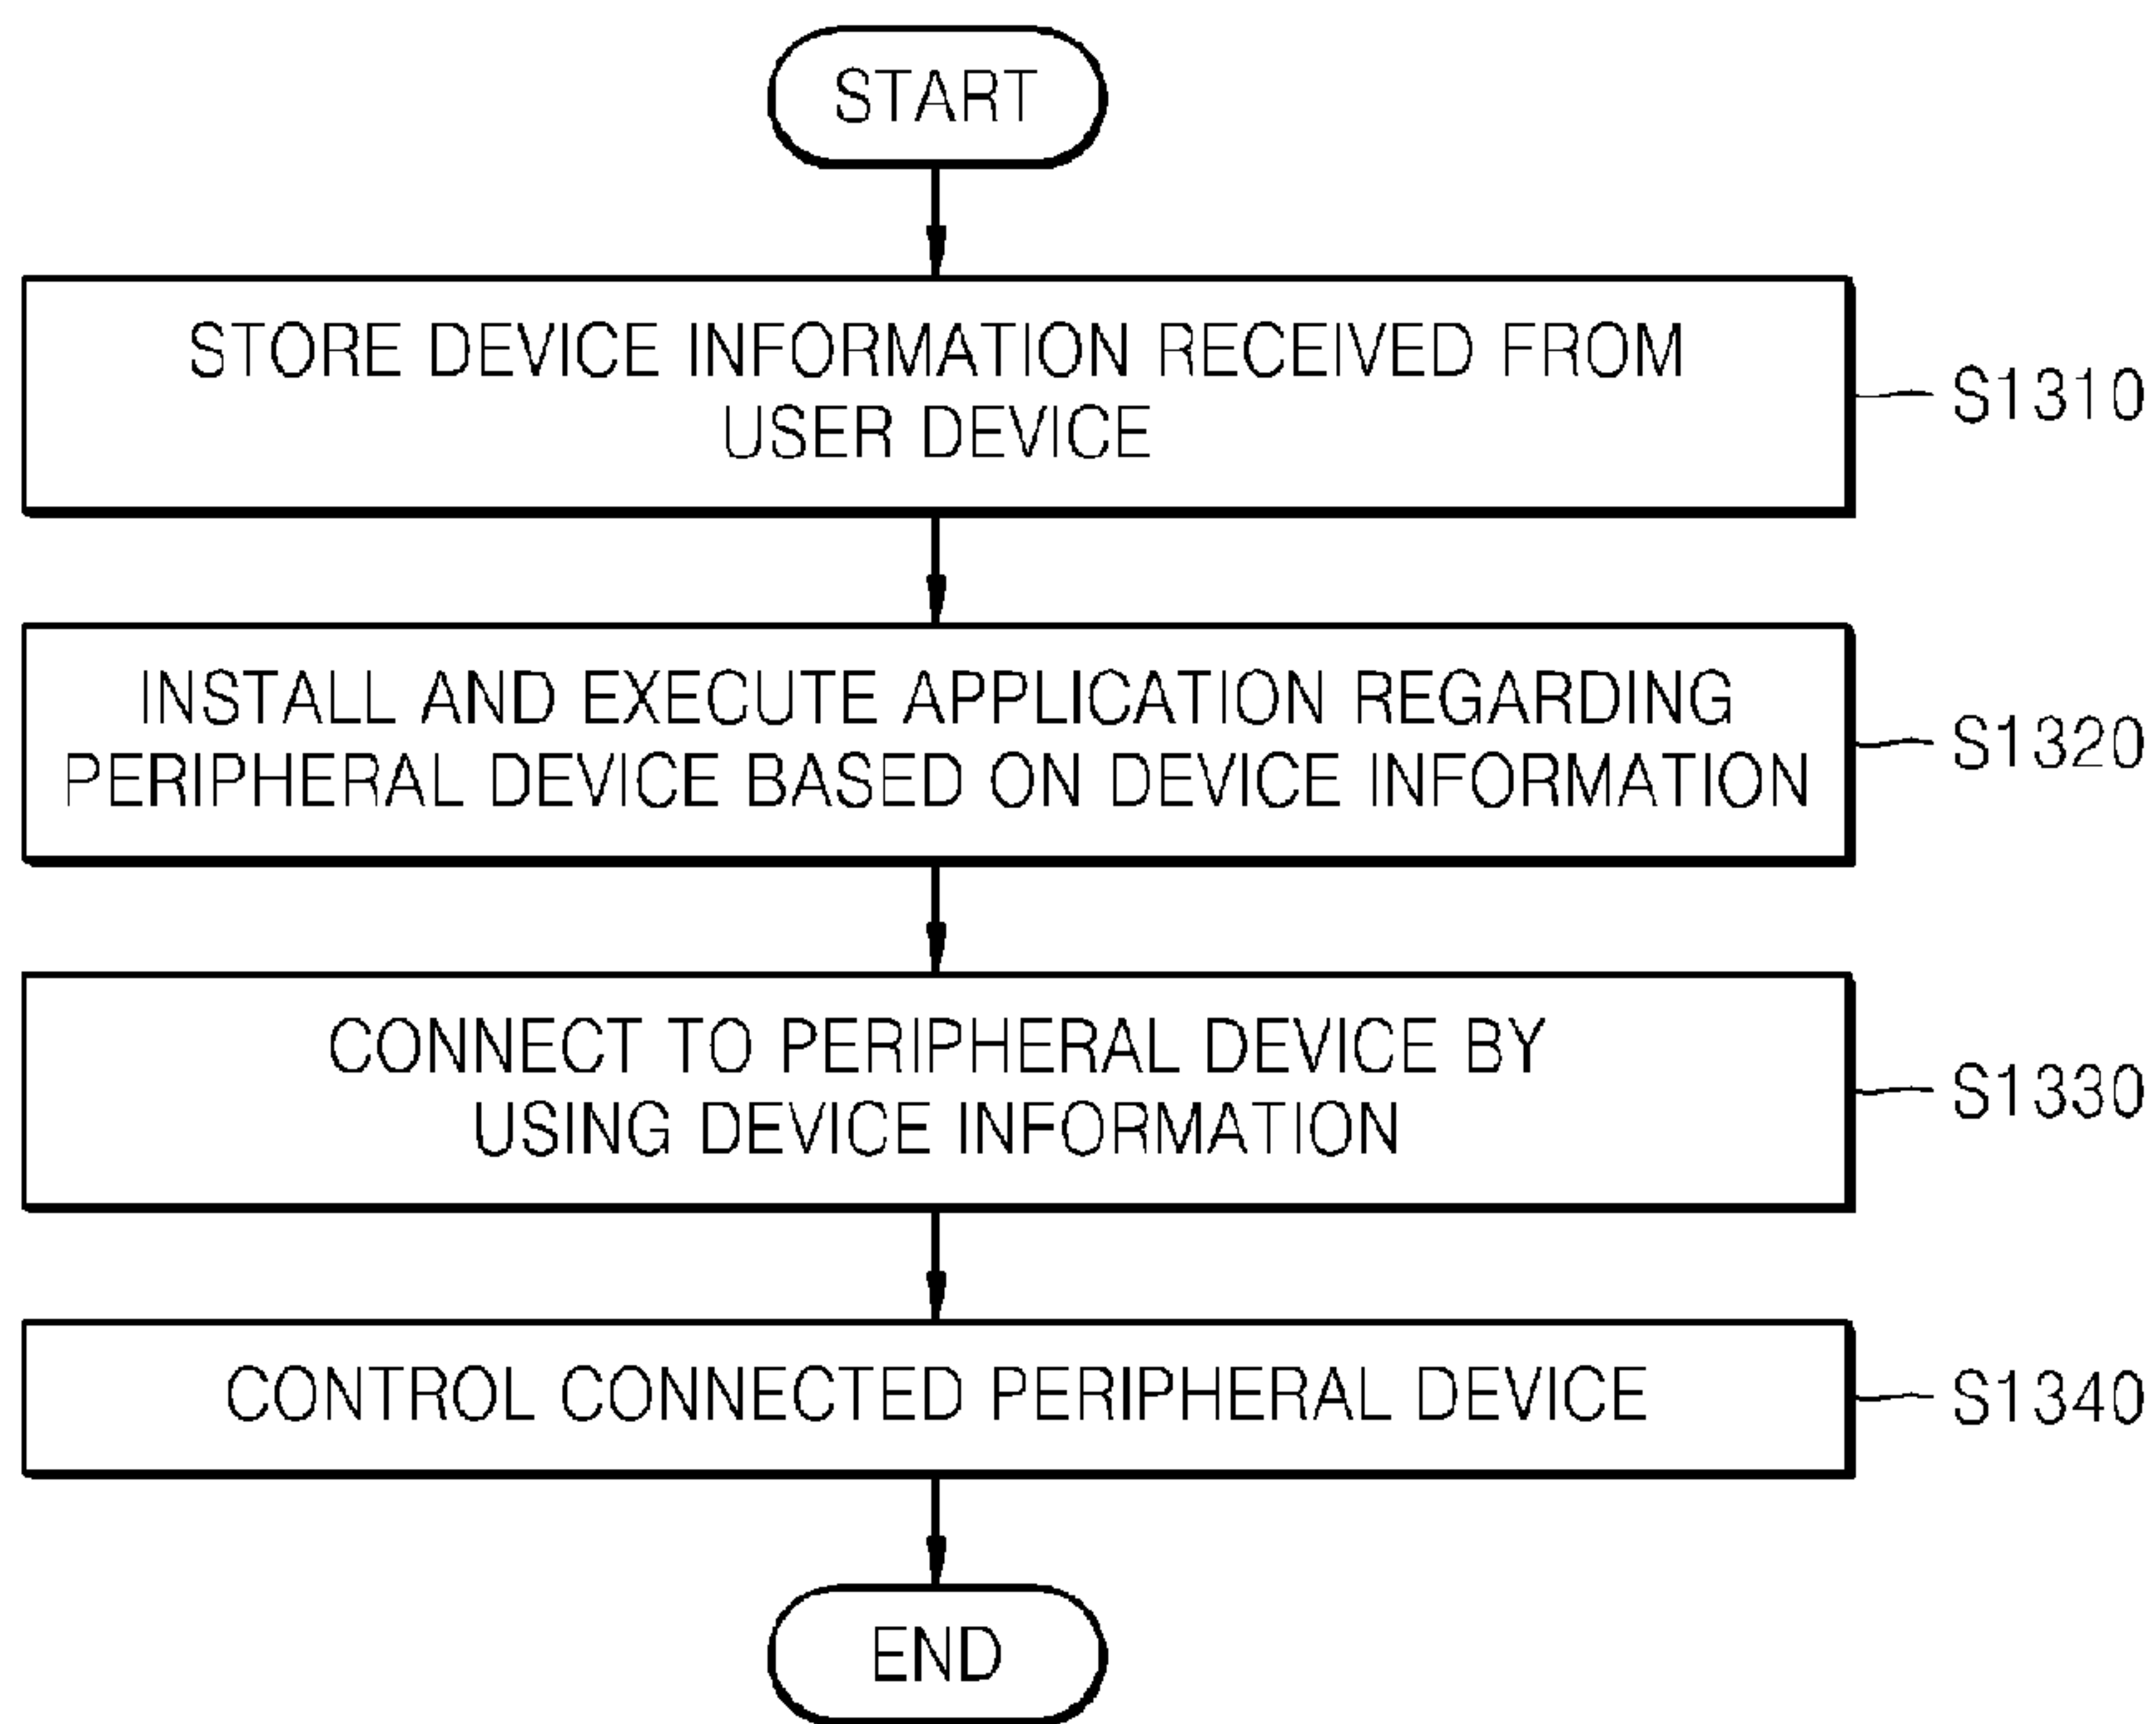 START
STORE DEVICE INFORMATION RECEIVED FROM
USER DEVICE
S1310
INSTALL AND EXECUTE APPLICATION REGARDING
PERIPHERAL DEVICE BASED ON DEVICE INFORMATION
S1320
CONNECT TO PERIPHERAL DEVICE BY
USING DEVICE INFORMATION
S1330
CONTROL CONNECTED PERIPHERAL DEVICE
S1340
END